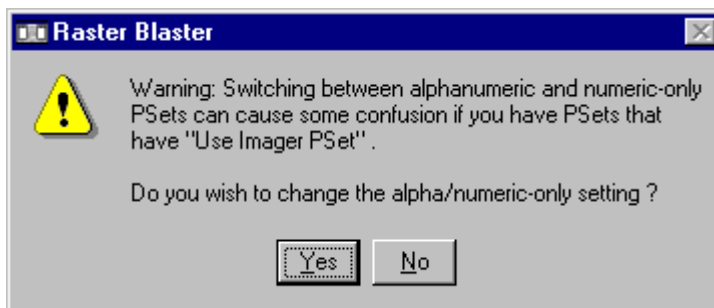 Raster Blaster
Warning: Switching between alphanumeric and numeric-only
PSets can cause some confusion if you have PSets that
have "Use Imager PSet" .
Do you wish to change the alpha/numeric-only setting ?
Yes No